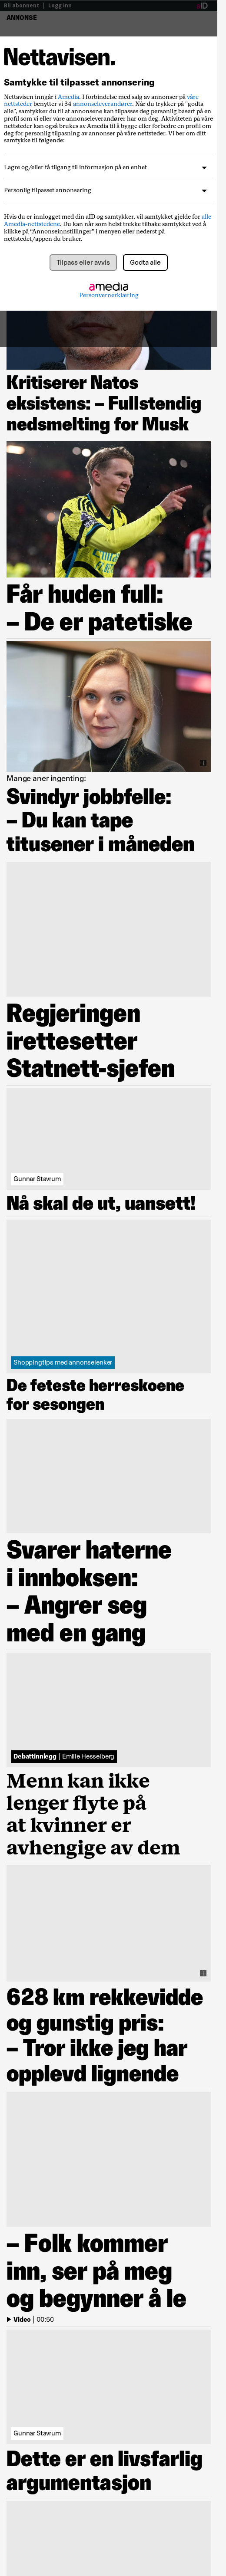 Bli abonnent | Logg inn
aID
ANNONSE
Nettavisen.
Samtykke til tilpasset annonsering
Nettavisen inngår i Amedia. I forbindelse med salg av annonser på våre
nettsteder benytter vi 34 annonseleverandører. Når du trykker på “godta
alle”, samtykker du til at annonsene kan tilpasses deg personlig basert på en
profil som vi eller våre annonseleverandører har om deg. Aktiviteten på våre
nettsteder kan også brukes av Amedia til å bygge eller forbedre en profil om
deg for personlig tilpassing av annonser på våre nettsteder. Vi ber om ditt
samtykke til følgende:
Lagre og/eller få tilgang til informasjon på en enhet
Personlig tilpasset annonsering
Hvis du er innlogget med din aID og samtykker, vil samtykket gjelde for alle
Amedia-nettstedene. Du kan når som helst trekke tilbake samtykket ved å
klikke på “Annonseinnstillinger” i menyen eller nederst på
nettstedet/appen du bruker.
Tilpass eller avvis
Godta alle
amedia
Personvernerklæring
Kritiserer Natos
eksistens: – Fullstendig
nedsmelting for Musk
Får huden full:
– De er patetiske
Mange aner ingenting:
Svindyr jobbfelle:
– Du kan tape
titusener i måneden
Regjeringen
irettesetter
Statnett-sjefen
Gunnar Stavrum
Nå skal de ut, uansett!
Shoppingtips med annonselenker
De feteste herreskoene
for sesongen
Svarer haterne
i innboksen:
– Angrer seg
med en gang
Debattinnlegg | Emilie Hesselberg
Menn kan ikke
lenger flyte på
at kvinner er
avhengige av dem
628 km rekkevidde
og gunstig pris:
– Tror ikke jeg har
opplevd lignende
– Folk kommer
inn, ser på meg
og begynner å le
Video | 00:50
Gunnar Stavrum
Dette er en livsfarlig
argumentasjon